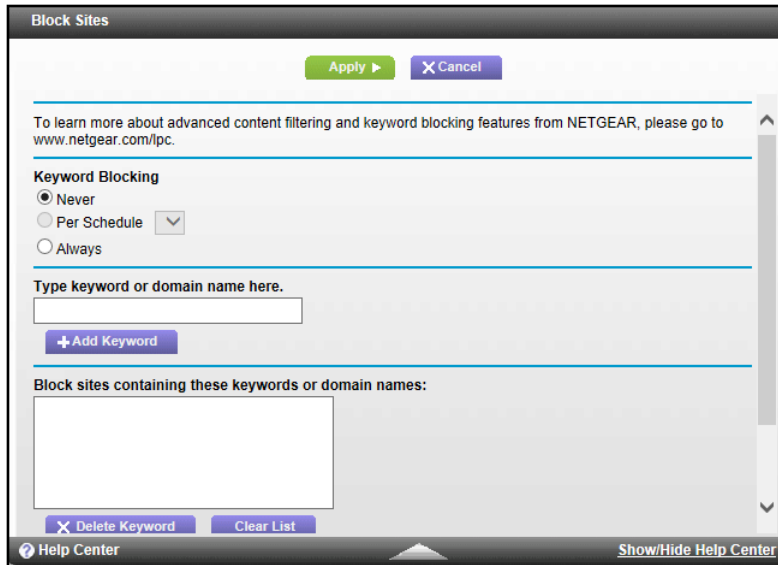 Block Sites
Apply
Cancel
To learn more about advanced content filtering and keyword blocking features from NETGEAR, please go to
www.netgear.com/lpc.
Keyword Blocking
Never
Per Schedule
Always
Type keyword or domain name here.
Add Keyword
Block sites containing these keywords or domain names:
Delete Keyword
Clear List
Help Center
Show/Hide Help Center